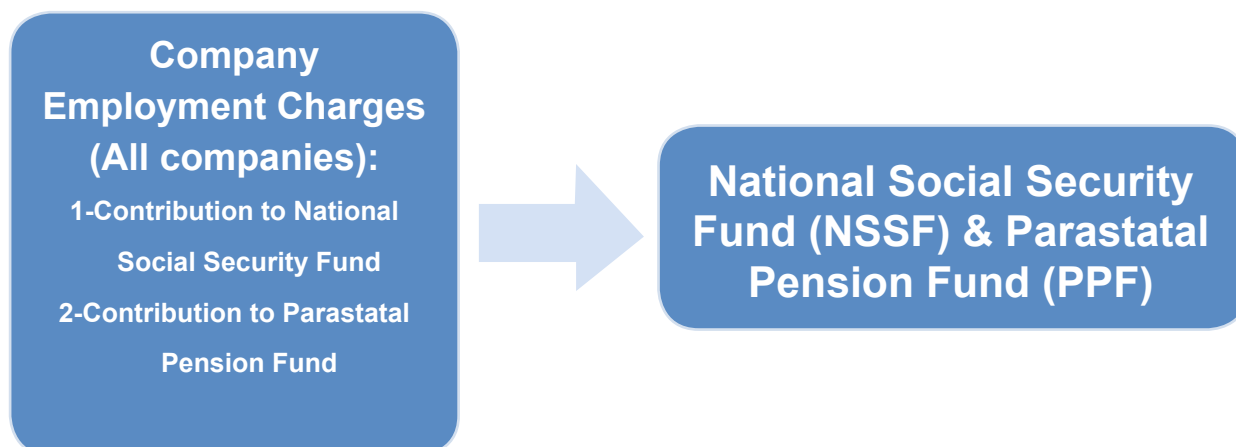 Company
Employment Charges
(All companies):
1-Contribution to National
Social Security Fund
2-Contribution to Parastatal
Pension Fund
National Social Security
Fund (NSSF) & Parastatal
Pension Fund (PPF)